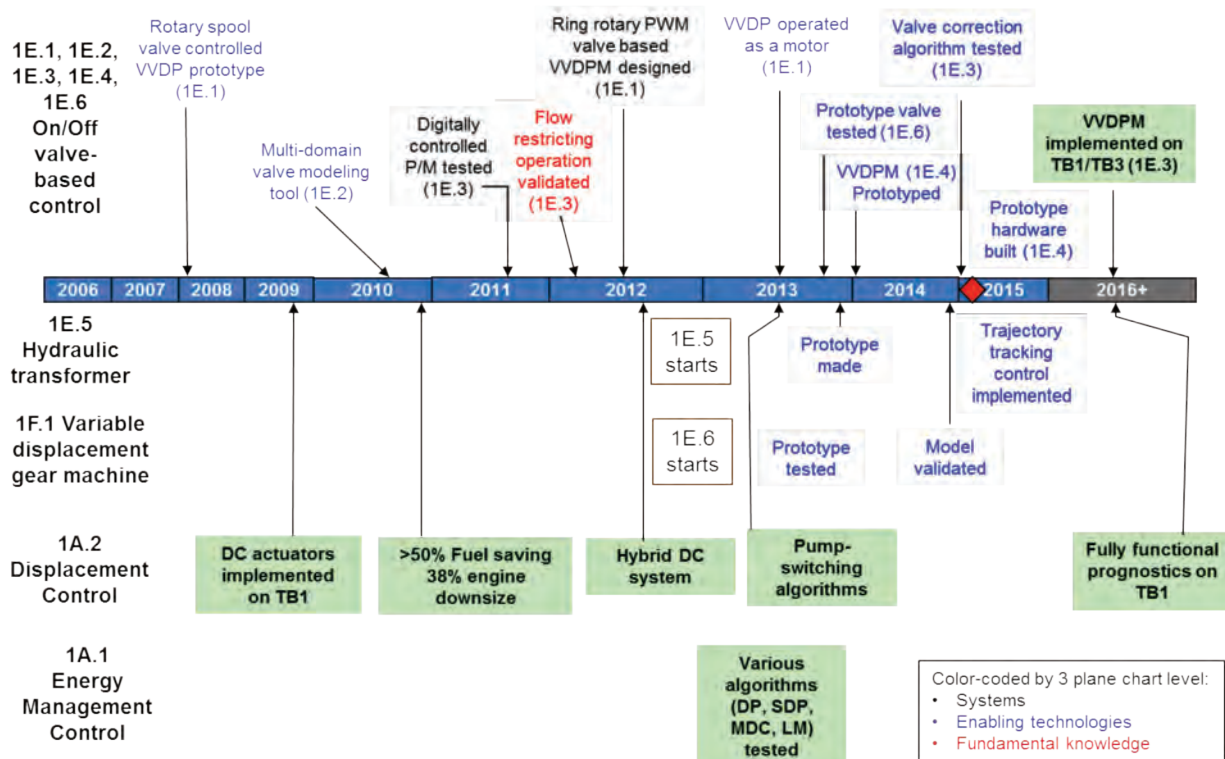 1E.1, 1E.2,
1E.3, 1E.4,
1E.6
On/Off
valve-
based
control
Rotary spool
valve controlled
VVDP prototype
(1E.1)
Multi-domain
valve modeling
tool (1E.2)
Digitally
controlled
P/M tested
(1E.3)
Flow
restricting
operation
validated
(1E.3)
Ring rotary PWM
valve based
VVDPM designed
(1E.1)
VVDP operated
as a motor
(1E.1)
Prototype valve
tested (1E.6)
VVDPM (1E.4)
Prototyped
Valve correction
algorithm tested
(1E.3)
Prototype
hardware
built (1E.4)
VVDPM
implemented on
TB1/TB3 (1E.3)
2006 2007 2008 2009 2010 2011 2012 2013 2014 2015 2016+
1E.5
Hydraulic
transformer
1E.5
starts
Prototype
made
Trajectory
tracking
control
implemented
1F.1 Variable
displacement
gear machine
1E.6
starts
Prototype
tested
Model
validated
1A.2
Displacement
Control
DC actuators
implemented
on TB1
>50% Fuel saving
38% engine
downsize
Hybrid DC
system
Pump-
switching
algorithms
Fully functional
prognostics on
TB1
1A.1
Energy
Management
Control
Various
algorithms
(DP, SDP,
MDC, LM)
tested
Color-coded by 3 plane chart level:
• Systems
• Enabling technologies
• Fundamental knowledge